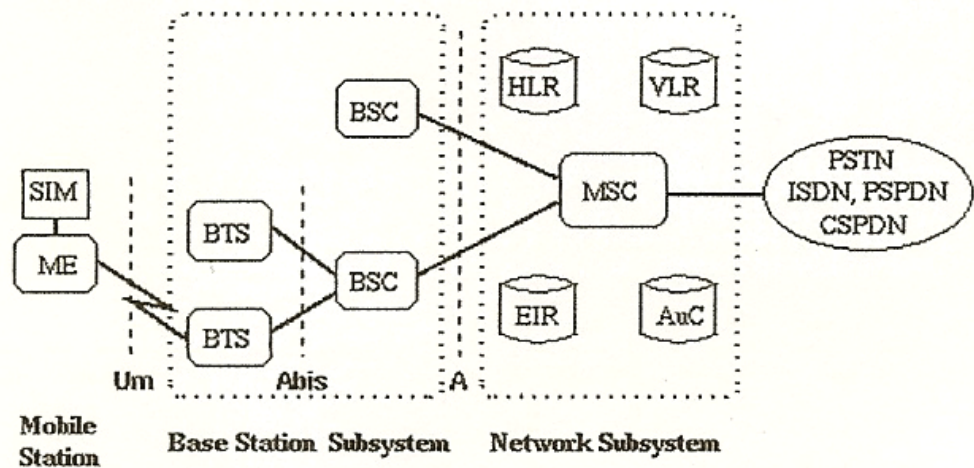 HLR
VLR
BSC
PSTN
ISDN, PSPDN
CSPDN
MSC
SIM
BTS
ME
BSC
EIR
AuC
BTS
Um
Abis
A
Mobile
Station
Base Station Subsystem
Network Subsystem